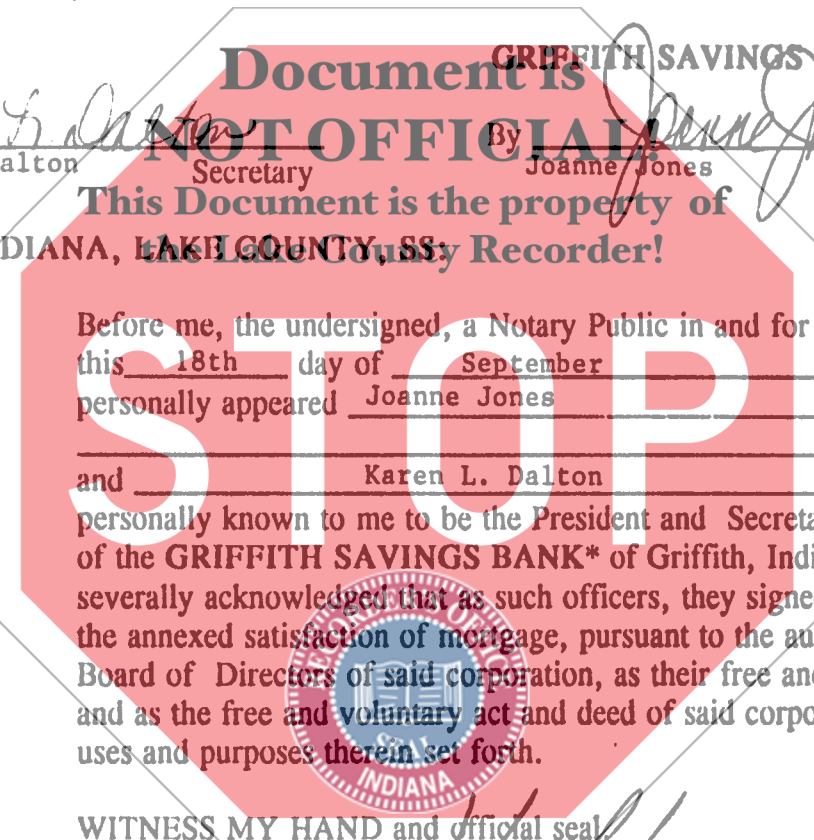 Document is
GRIFFITH SAVINGS
NOT OFFICIAL!
By
alton
Secretary
Joanne Jones
This Document is the property of
the Lake County Recorder!
DIANA, LAKE COUNTY, SS:
STOP
Before me, the undersigned, a Notary Public in and for
this 18th day of September
personally appeared Joanne Jones
and Karen L. Dalton
personally known to me to be the President and Secreta
of the GRIFFITH SAVINGS BANK* of Griffith, Indi
severally acknowledged that as such officers, they signe
the annexed satisfaction of mortgage, pursuant to the au
Board of Directors of said corporation, as their free and
and as the free and voluntary act and deed of said corpo
uses and purposes therein set forth.
SEAL
INDIANA
WITNESS MY HAND and official seal.